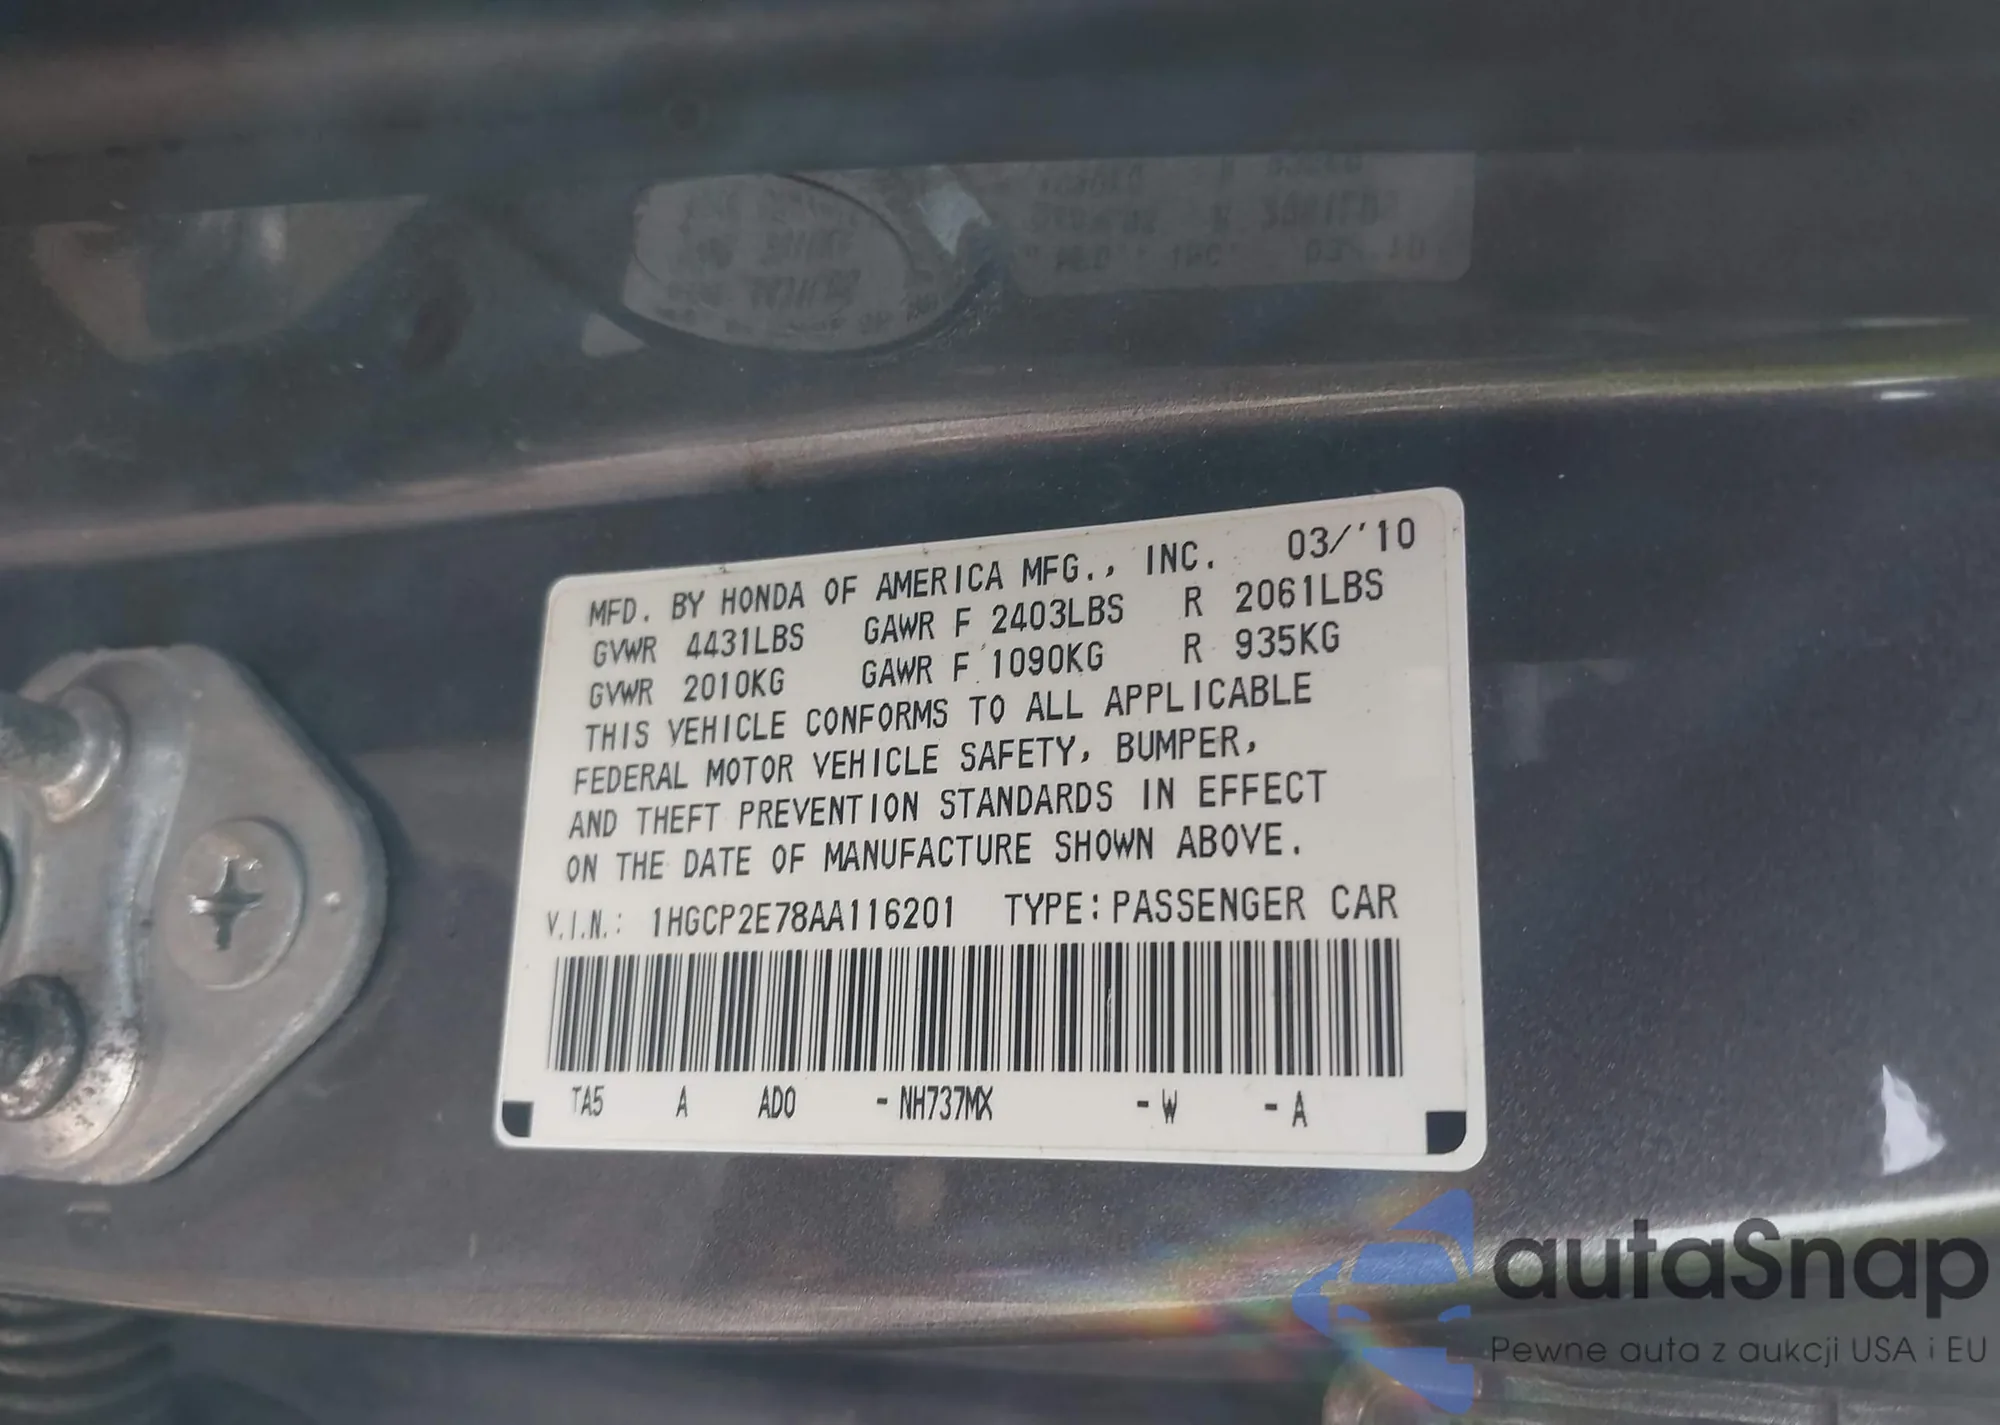 MFD. BY HONDA OF AMERICA MFG., INC. 03/'10
GVWR 4431LBS GAWR F 2403LBS R 2061LBS
GVWR 2010KG GAWR F 1090KG R 935KG
THIS VEHICLE CONFORMS TO ALL APPLICABLE
FEDERAL MOTOR VEHICLE SAFETY, BUMPER,
AND THEFT PREVENTION STANDARDS IN EFFECT
ON THE DATE OF MANUFACTURE SHOWN ABOVE.
V.I.N.: 1HGCP2E78AA116201 TYPE: PASSENGER CAR
TA5 A AD0 -NH737MX -W -A
autaSnap
Pewne auta z aukcji USA i EU